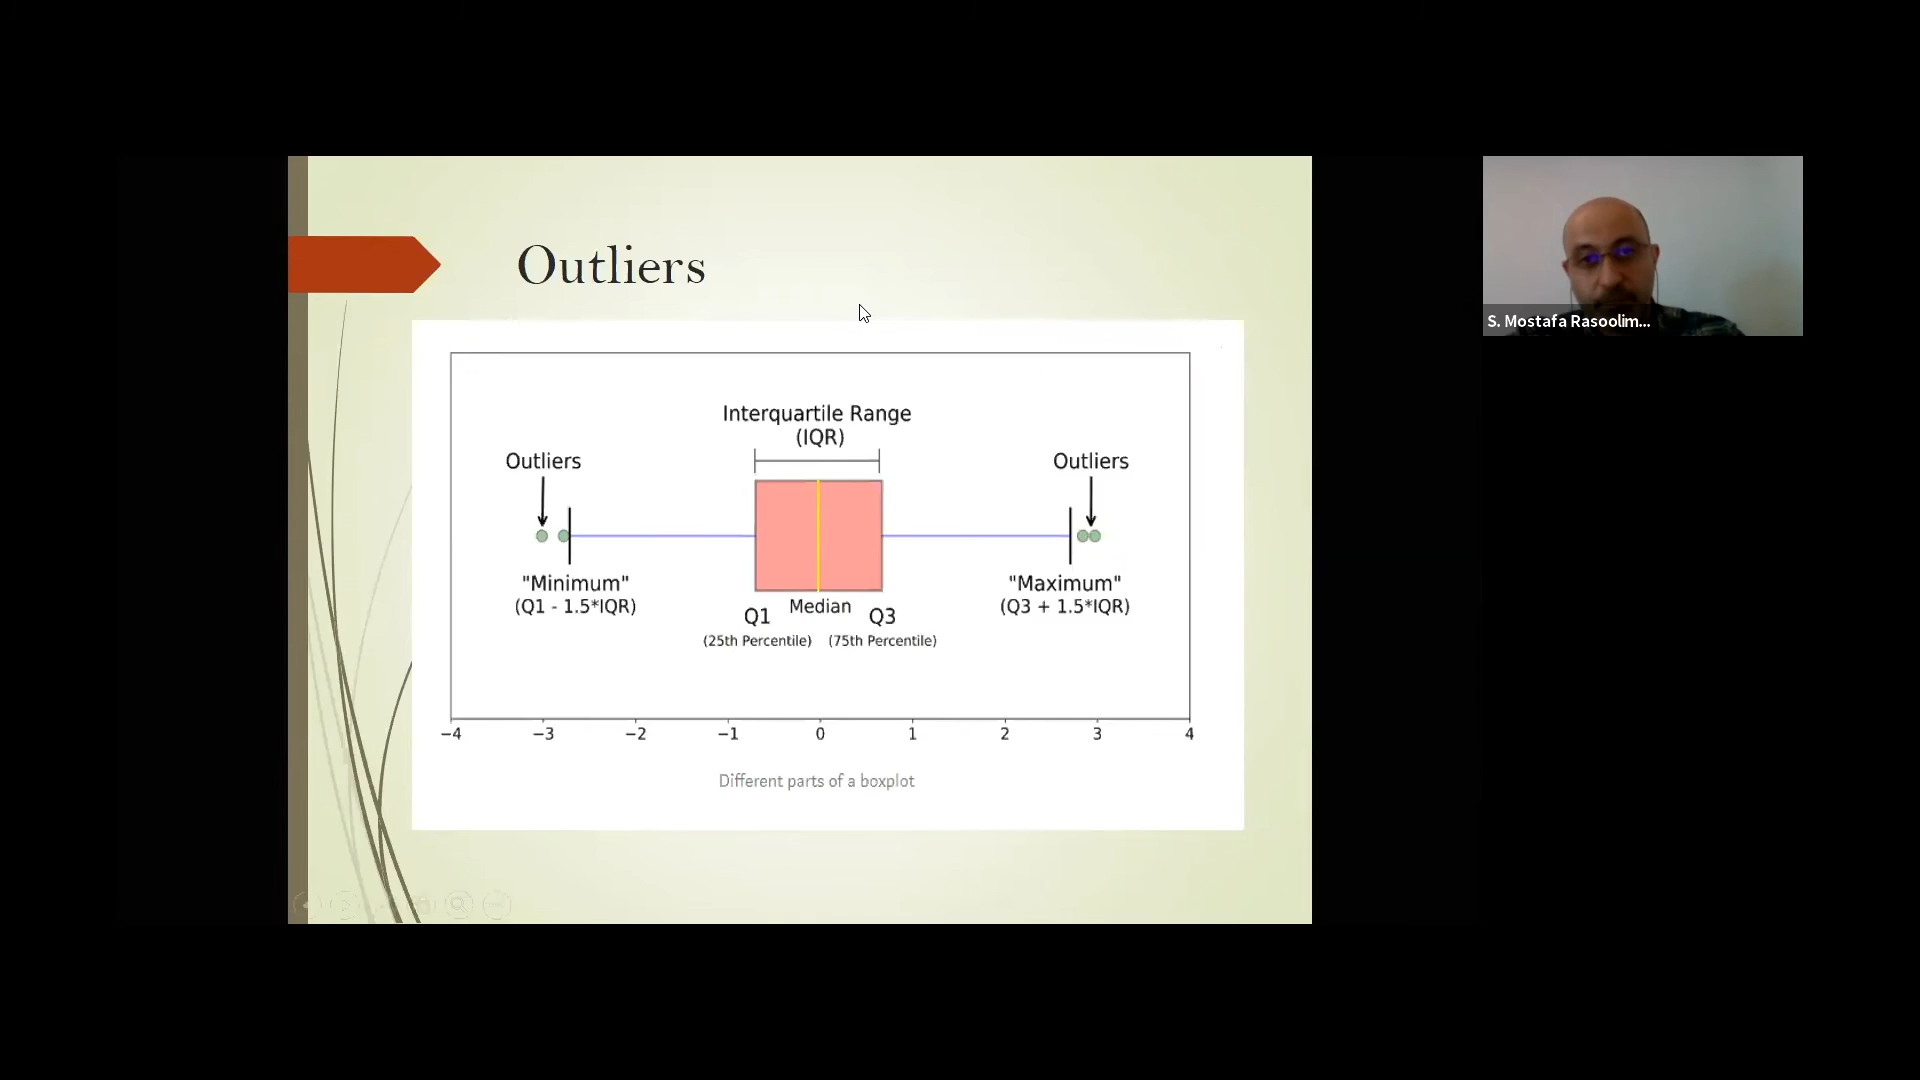 Outliers
S. Mostafa Rasoolim...
Interquartile Range
(IQR)
Outliers
Outliers
"Minimum"
(Q1 - 1.5*IQR)
"Maximum"
(Q3 + 1.5*IQR)
Q1
Median
Q3
(25th Percentile)
(75th Percentile)
−4 −3 −2 −1 0 1 2 3 4
Different parts of a boxplot